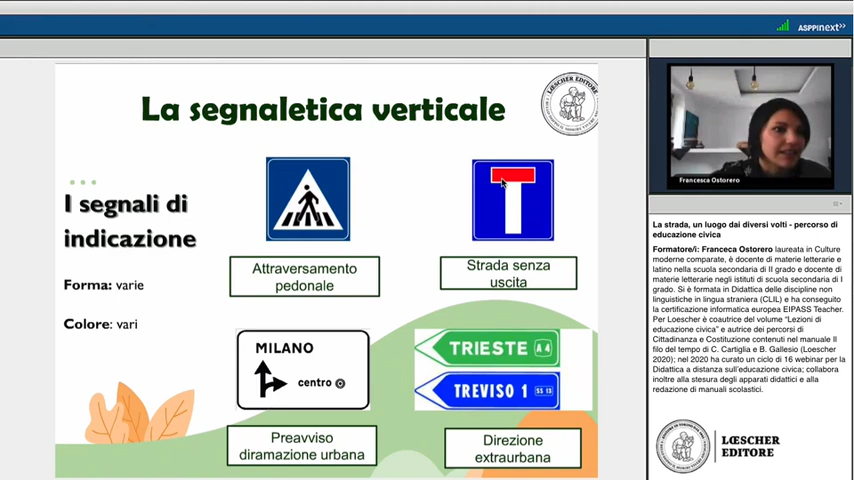 ASPPInext
La segnaletica verticale
LŒSCHER EDITORE
I segnali di
indicazione
Forma: varie
Colore: vari
Attraversamento
pedonale
Strada senza
uscita
MILANO
centro
Preavviso
diramazione urbana
TRIESTE A4
TREVISO 1 SS 13
Direzione
extraurbana
Francesca Ostorero
La strada, un luogo dai diversi volti - percorso di
educazione civica
Formatore/i: Franceca Ostorero laureata in Culture
moderne comparate, è docente di materie letterarie e
latino nella scuola secondaria di II grado e docente di
materie letterarie negli istituti di scuola secondaria di I
grado. Si è formata in Didattica delle discipline non
linguistiche in lingua straniera (CLIL) e ha conseguito
la certificazione informatica europea EIPASS Teacher.
Per Loescher è coautrice del volume “Lezioni di
educazione civica” e autrice dei percorsi di
Cittadinanza e Costituzione contenuti nel manuale Il
filo del tempo di C. Cartiglia e B. Gallesio (Loescher
2020); nel 2020 ha curato un ciclo di 16 webinar per la
Didattica a distanza sull'educazione civica; collabora
inoltre alla stesura degli apparati didattici e alla
redazione di manuali scolastici.
LŒSCHER
EDITORE